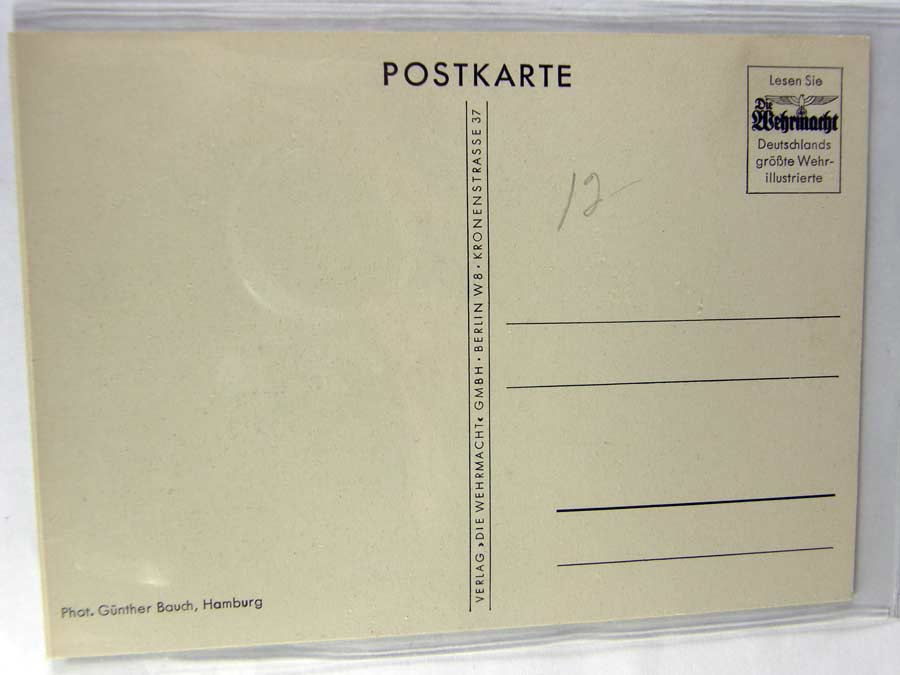 POSTKARTE
Lesen Sie
Die
Wehrmacht
Deutschlands
größte Wehr-
illustrierte
12-
VERLAG »DIE WEHRMACHT« GMBH · BERLIN W 8 · KRONENSTRASSE 37
Phot. Günther Bauch, Hamburg